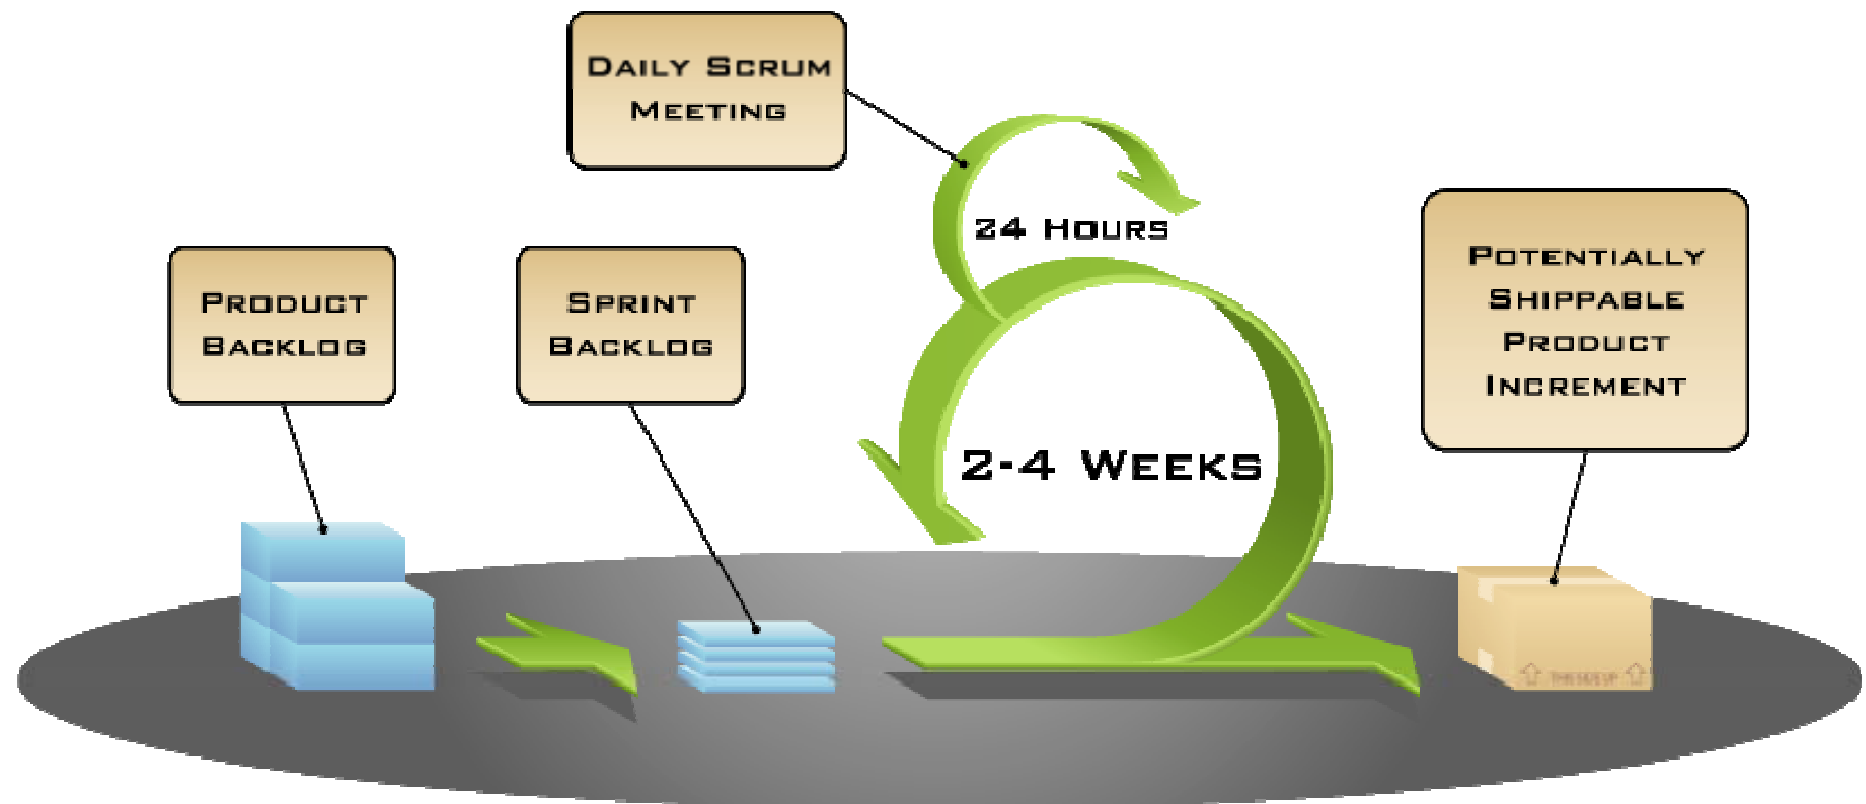 DAILY SCRUM
MEETING
24 HOURS
PRODUCT
BACKLOG
SPRINT
BACKLOG
POTENTIALLY
SHIPPABLE
PRODUCT
INCREMENT
2-4 WEEKS